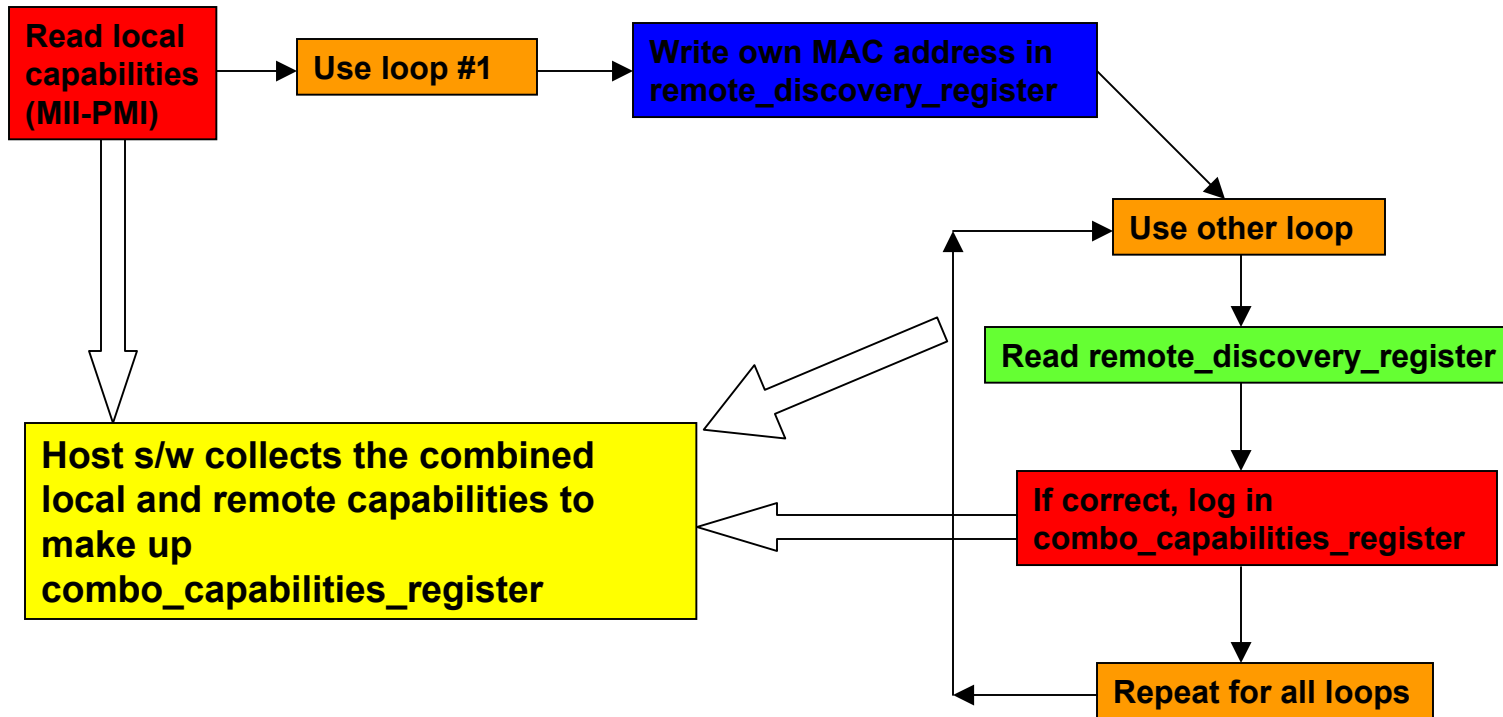 Read local
capabilities
(MII-PMI)
Use loop #1
Write own MAC address in
remote_discovery_register
Use other loop
Read remote_discovery_register
If correct, log in
combo_capabilities_register
Repeat for all loops
Host s/w collects the combined
local and remote capabilities to
make up
combo_capabilities_register